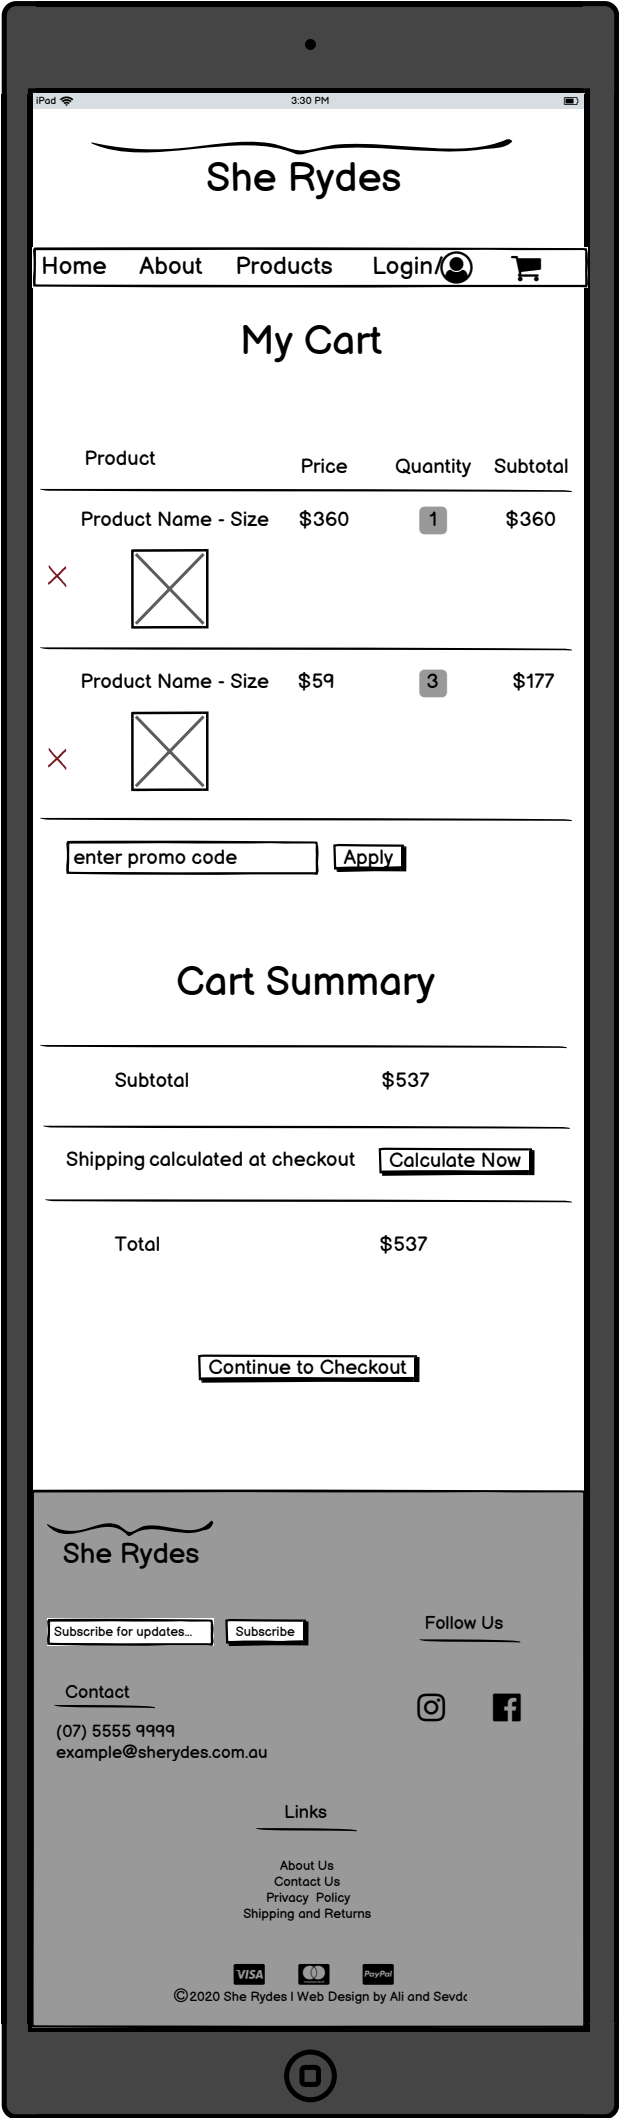 iPad 3:30 PM
She Rydes
Home About Products Login/
My Cart
Product Price Quantity Subtotal
Product Name - Size $360 1 $360
Product Name - Size $59 3 $177
enter promo code Apply
Cart Summary
Subtotal $537
Shipping calculated at checkout Calculate Now
Total $537
Continue to Checkout
She Rydes
Subscribe for updates... Subscribe
Follow Us
Contact
(07) 5555 9999
example@sherydes.com.au
Links
About Us
Contact Us
Privacy Policy
Shipping and Returns
VISA PayPal
©2020 She Rydes I Web Design by Ali and